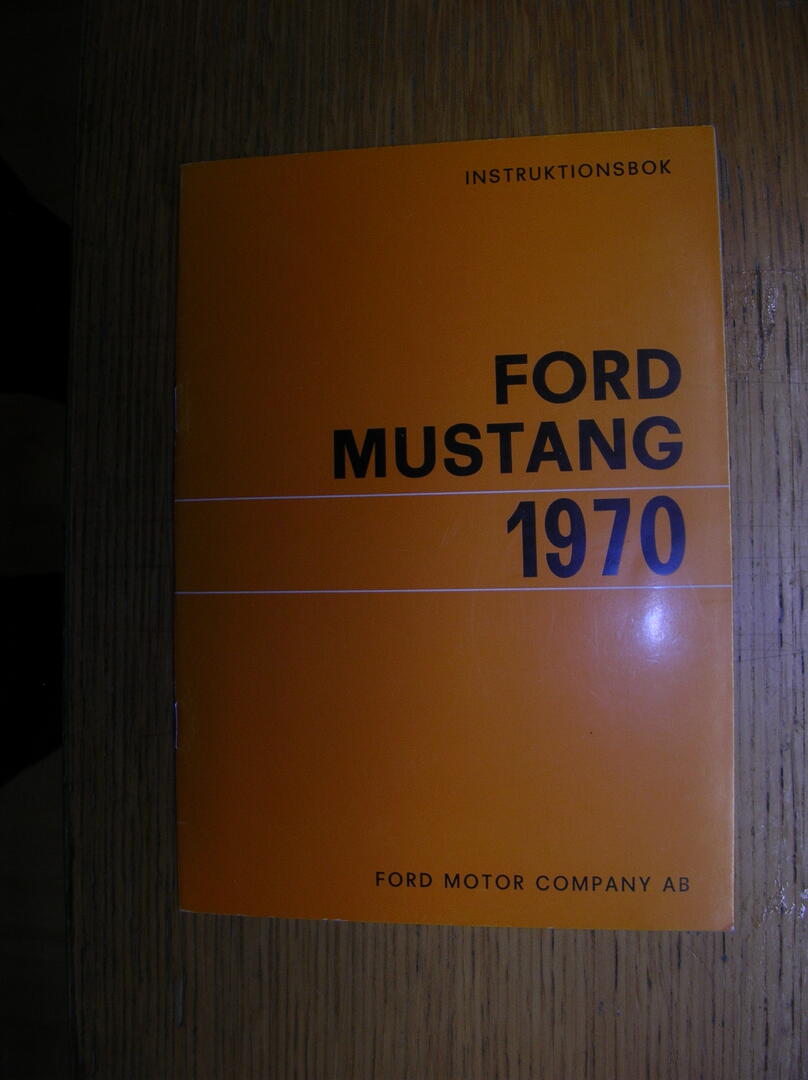 INSTRUKTIONSBOK
FORD
MUSTANG
1970
FORD MOTOR COMPANY AB